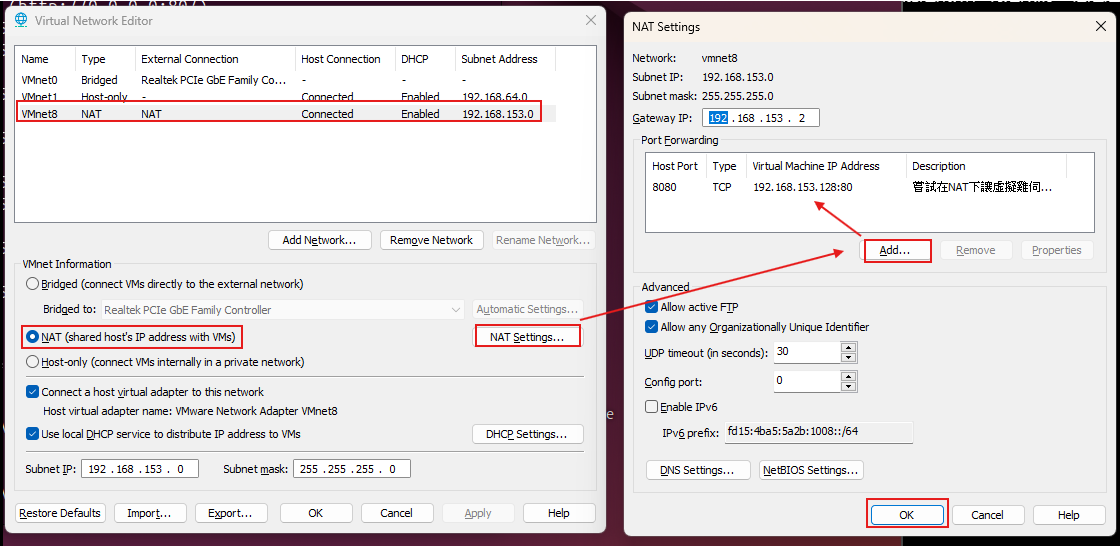 (http://0.0.0.0:80/)
Virtual Network Editor
Name Type External Connection Host Connection DHCP Subnet Address
VMnet0 Bridged Realtek PCIe GbE Family Co... - - -
VMnet1 Host-only - Connected Enabled 192.168.64.0
VMnet8 NAT NAT Connected Enabled 192.168.153.0
Add Network... Remove Network Rename Network...
VMnet Information
Bridged (connect VMs directly to the external network)
Bridged to: Realtek PCIe GbE Family Controller Automatic Settings...
NAT (shared host's IP address with VMs) NAT Settings...
Host-only (connect VMs internally in a private network)
Connect a host virtual adapter to this network
Host virtual adapter name: VMware Network Adapter VMnet8
Use local DHCP service to distribute IP address to VMs DHCP Settings...
Subnet IP: 192 .168 .153 . 0 Subnet mask: 255 .255 .255 . 0
Restore Defaults Import... Export... OK Cancel Apply Help
NAT Settings
Network: vmnet8
Subnet IP: 192.168.153.0
Subnet mask: 255.255.255.0
Gateway IP: 192 . 168 . 153 . 2
Port Forwarding
Host Port Type Virtual Machine IP Address Description
8080 TCP 192.168.153.128:80 嘗試在NAT下讓虛擬雞伺...
Add... Remove Properties
Advanced
Allow active FTP
Allow any Organizationally Unique Identifier
UDP timeout (in seconds): 30
Config port: 0
Enable IPv6
IPv6 prefix: fd15:4ba5:5a2b:1008::/64
DNS Settings... NetBIOS Settings...
OK Cancel Help